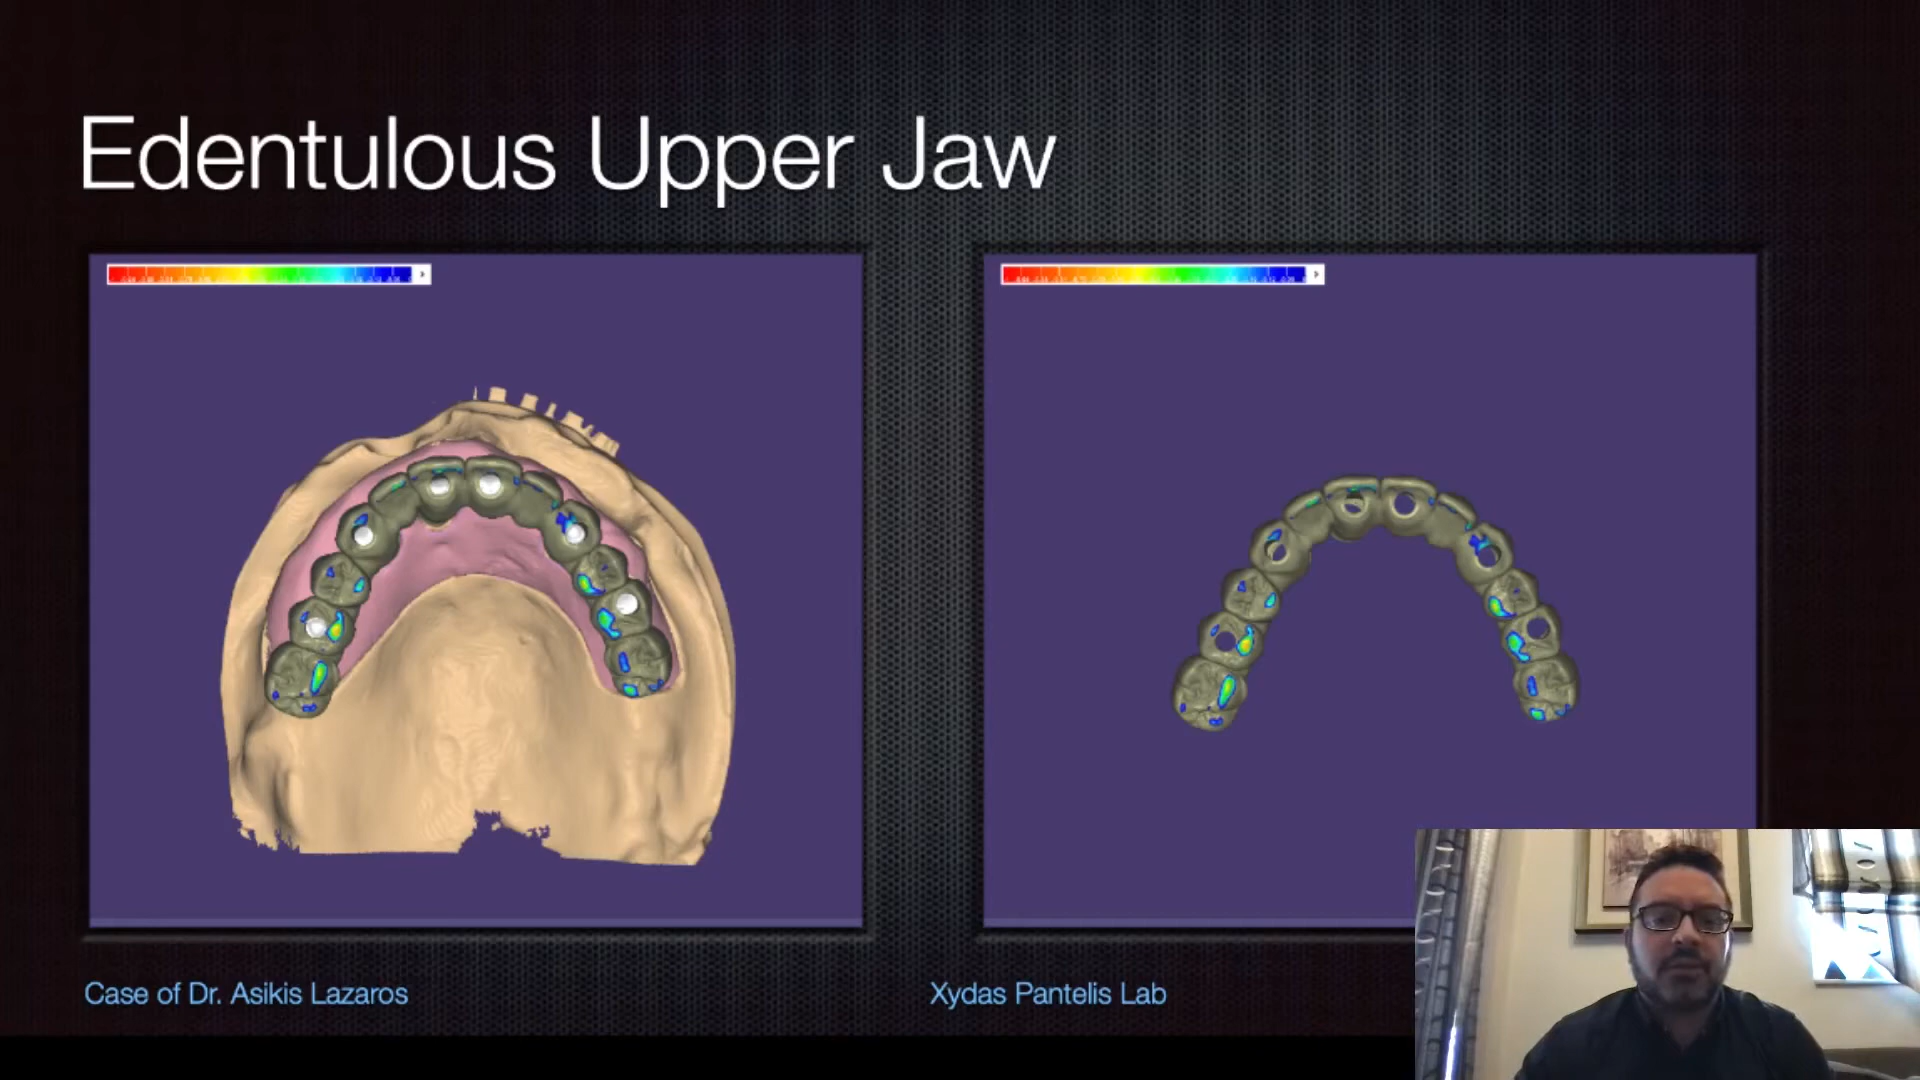 Edentulous Upper Jaw
Case of Dr. Asikis Lazaros
Xydas Pantelis Lab